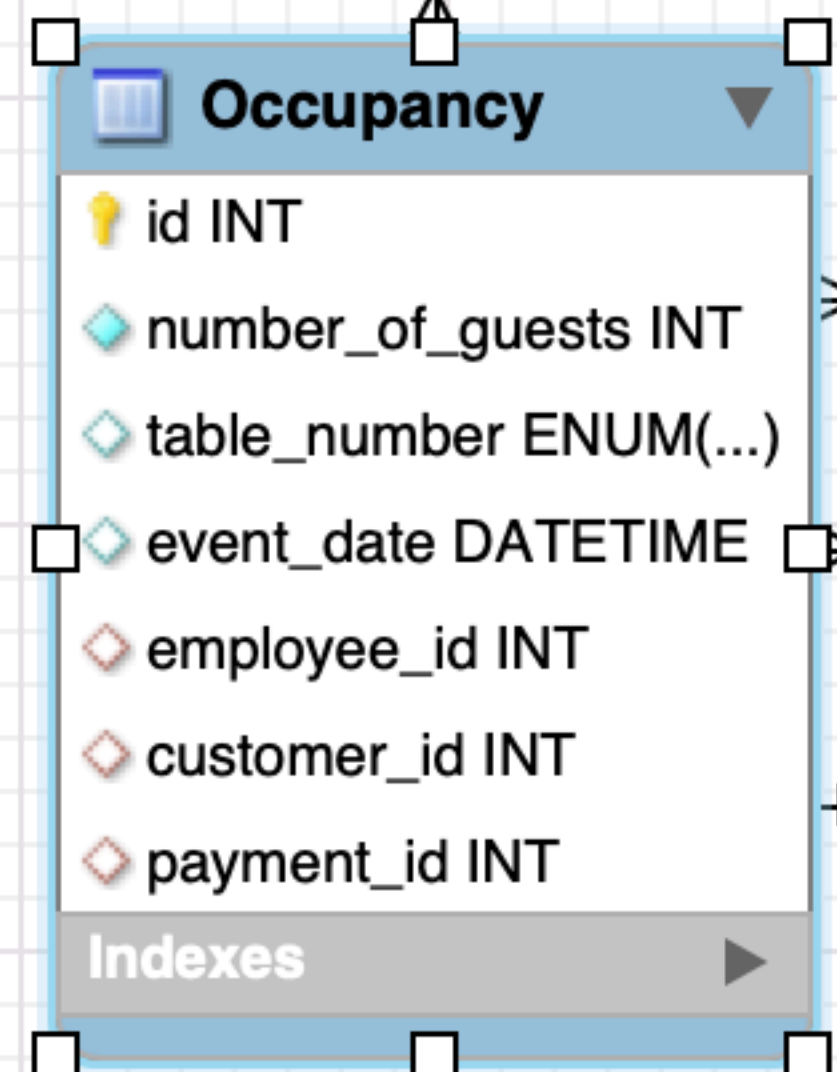 Occupancy
id INT
number_of_guests INT
table_number ENUM(...)
event_date DATETIME
employee_id INT
customer_id INT
payment_id INT
Indexes